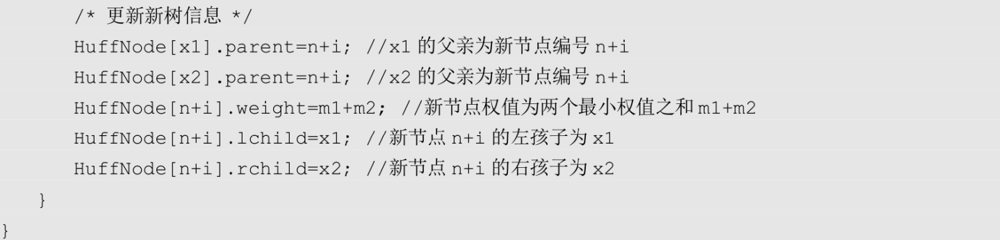 /* 更新新树信息 */
HuffNode[x1].parent=n+i; //x1 的父亲为新节点编号 n+i
HuffNode[x2].parent=n+i; //x2 的父亲为新节点编号 n+i
HuffNode[n+i].weight=m1+m2; //新节点权值为两个最小权值之和 m1+m2
HuffNode[n+i].lchild=x1; //新节点 n+i 的左孩子为 x1
HuffNode[n+i].rchild=x2; //新节点 n+i 的右孩子为 x2
}
}